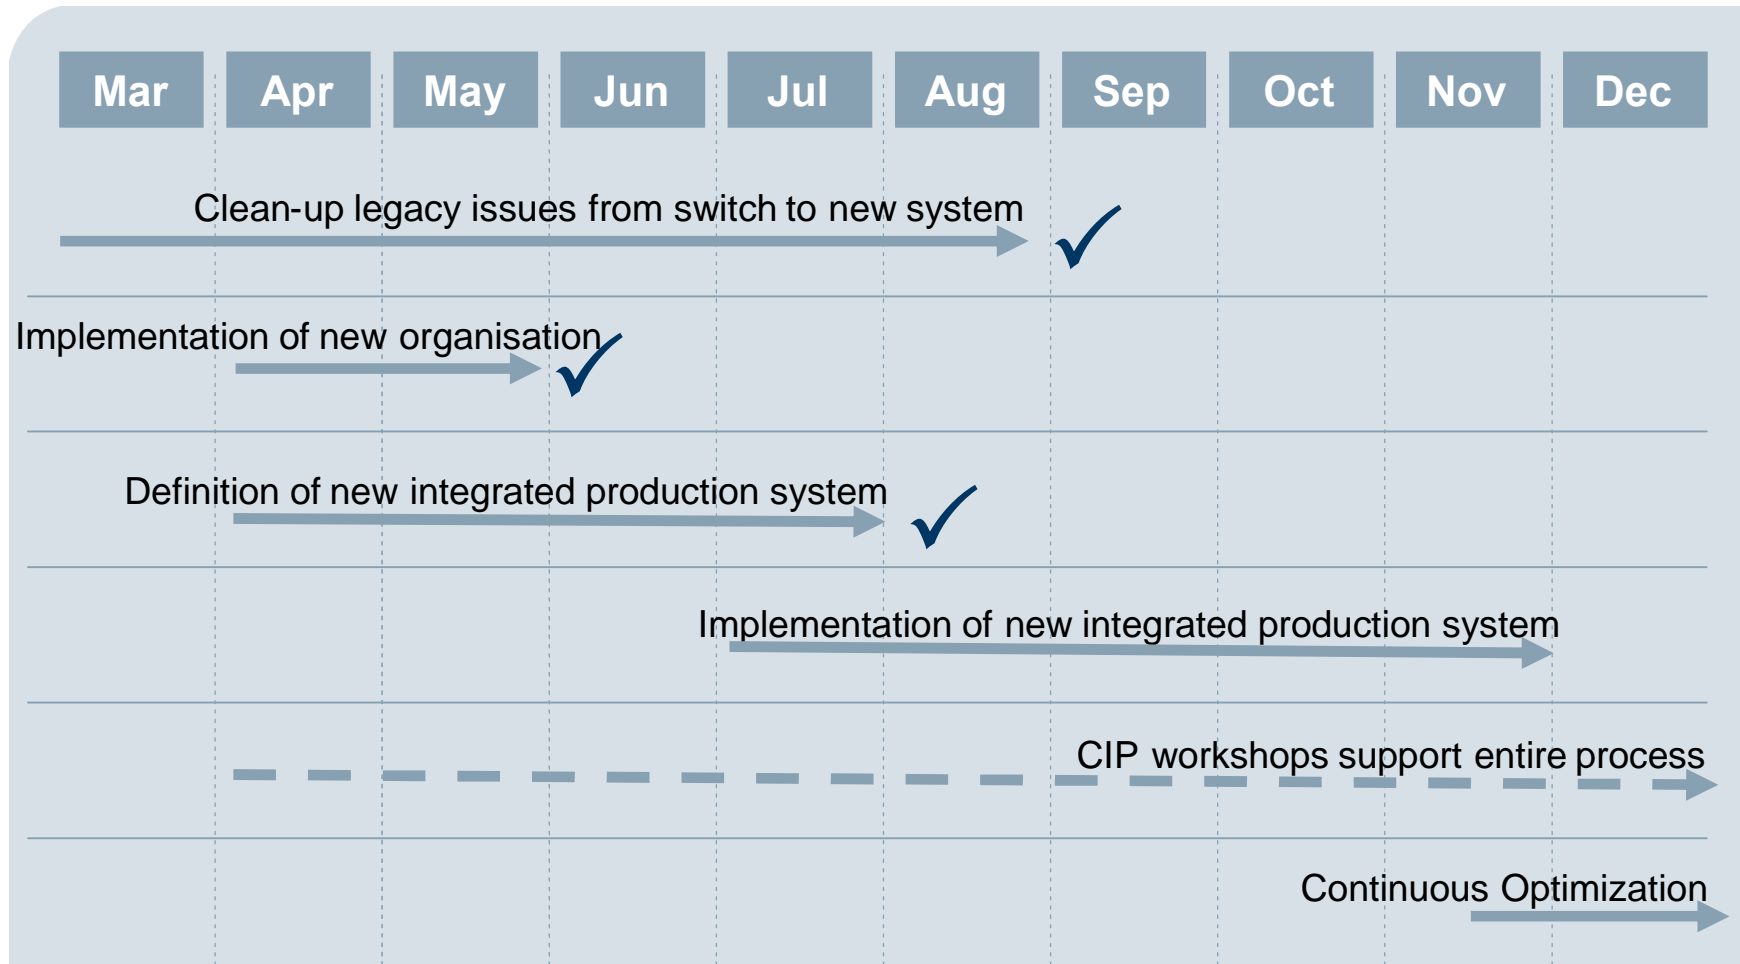 Mar Apr May Jun Jul Aug Sep Oct Nov Dec
Clean-up legacy issues from switch to new system
Implementation of new organisation
Definition of new integrated production system
Implementation of new integrated production system
CIP workshops support entire process
Continuous Optimization